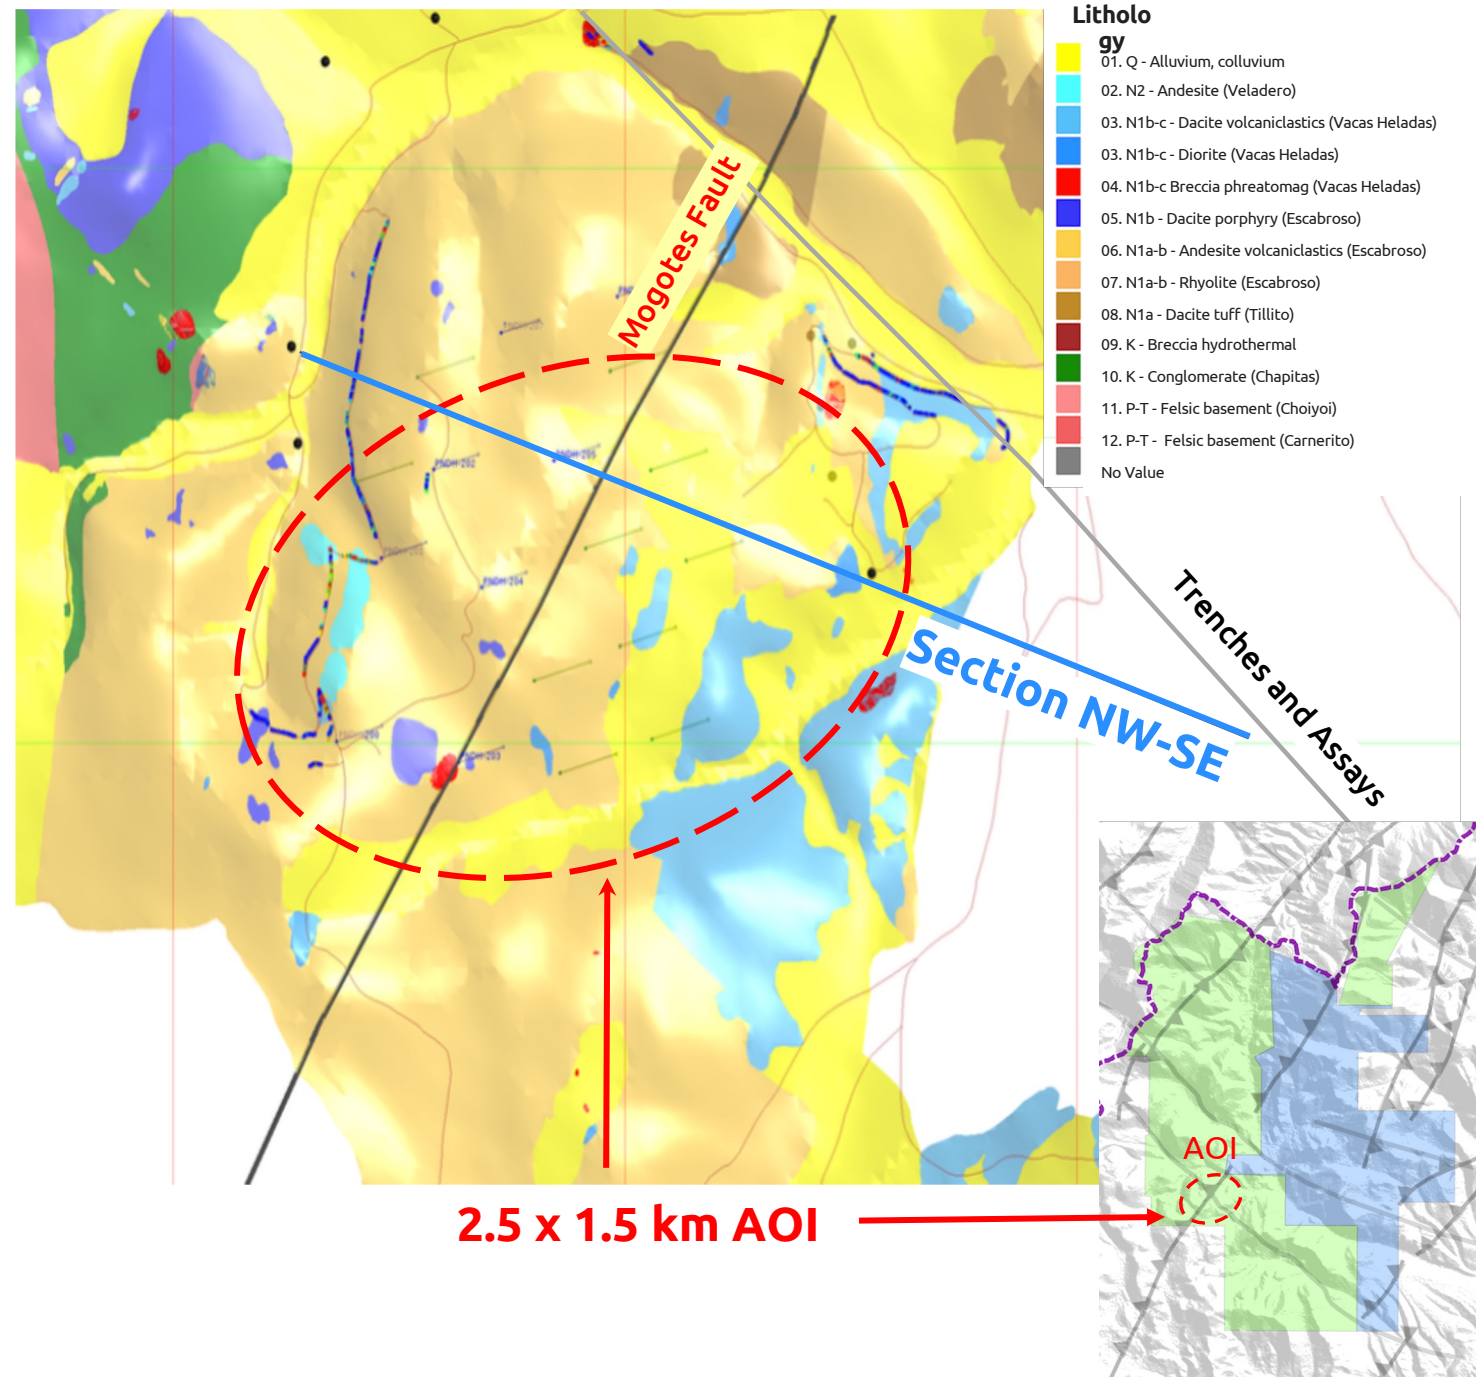 Litholo
gy
01. Q - Alluvium, colluvium
02. N2 - Andesite (Veladero)
03. N1b-c - Dacite volcaniclastics (Vacas Heladas)
03. N1b-c - Diorite (Vacas Heladas)
04. N1b-c Breccia phreatomag (Vacas Heladas)
05. N1b - Dacite porphyry (Escabroso)
06. N1a-b - Andesite volcaniclastics (Escabroso)
07. N1a-b - Rhyolite (Escabroso)
08. N1a - Dacite tuff (Tillito)
09. K - Breccia hydrothermal
10. K - Conglomerate (Chapitas)
11. P-T - Felsic basement (Choiyoi)
12. P-T - Felsic basement (Carnerito)
No Value
Mogotes Fault
Section NW-SE
Trenches and Assays
AOI
2.5 x 1.5 km AOI